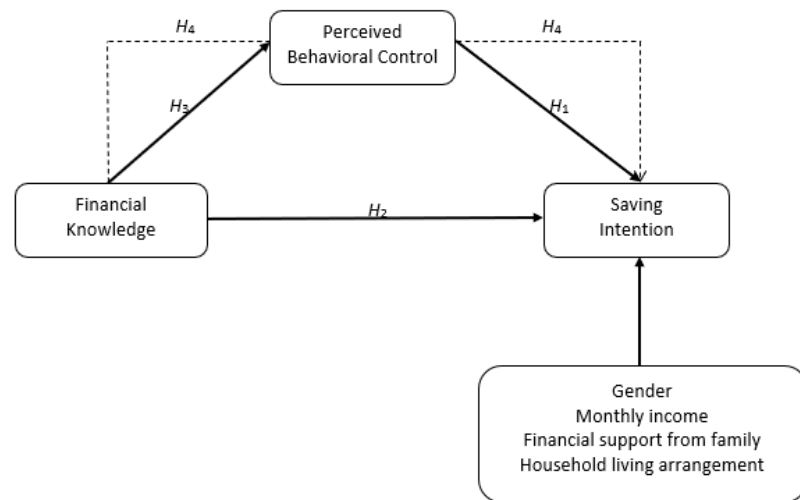 H4
Perceived
Behavioral Control
H4
H3
H1
Financial
Knowledge
H2
Saving
Intention
Gender
Monthly income
Financial support from family
Household living arrangement